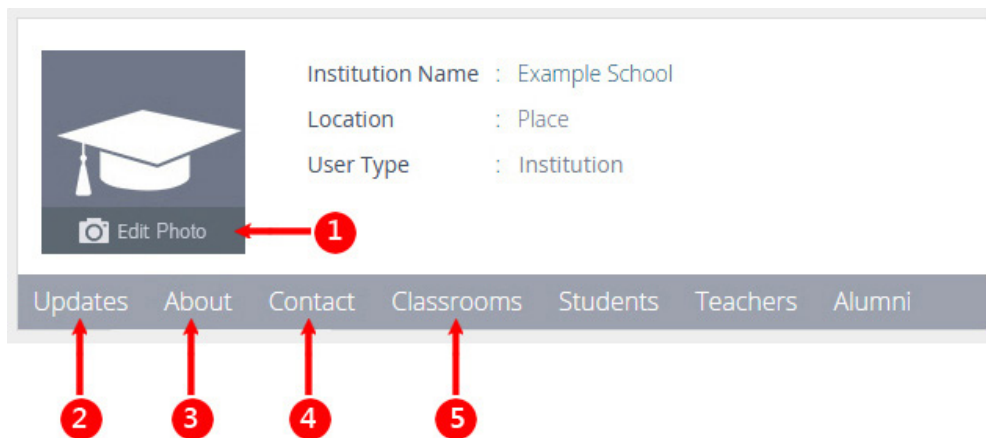 Institution Name : Example School
Location : Place
User Type : Institution
Edit Photo
1
Updates About Contact Classrooms Students Teachers Alumni
2 3 4 5